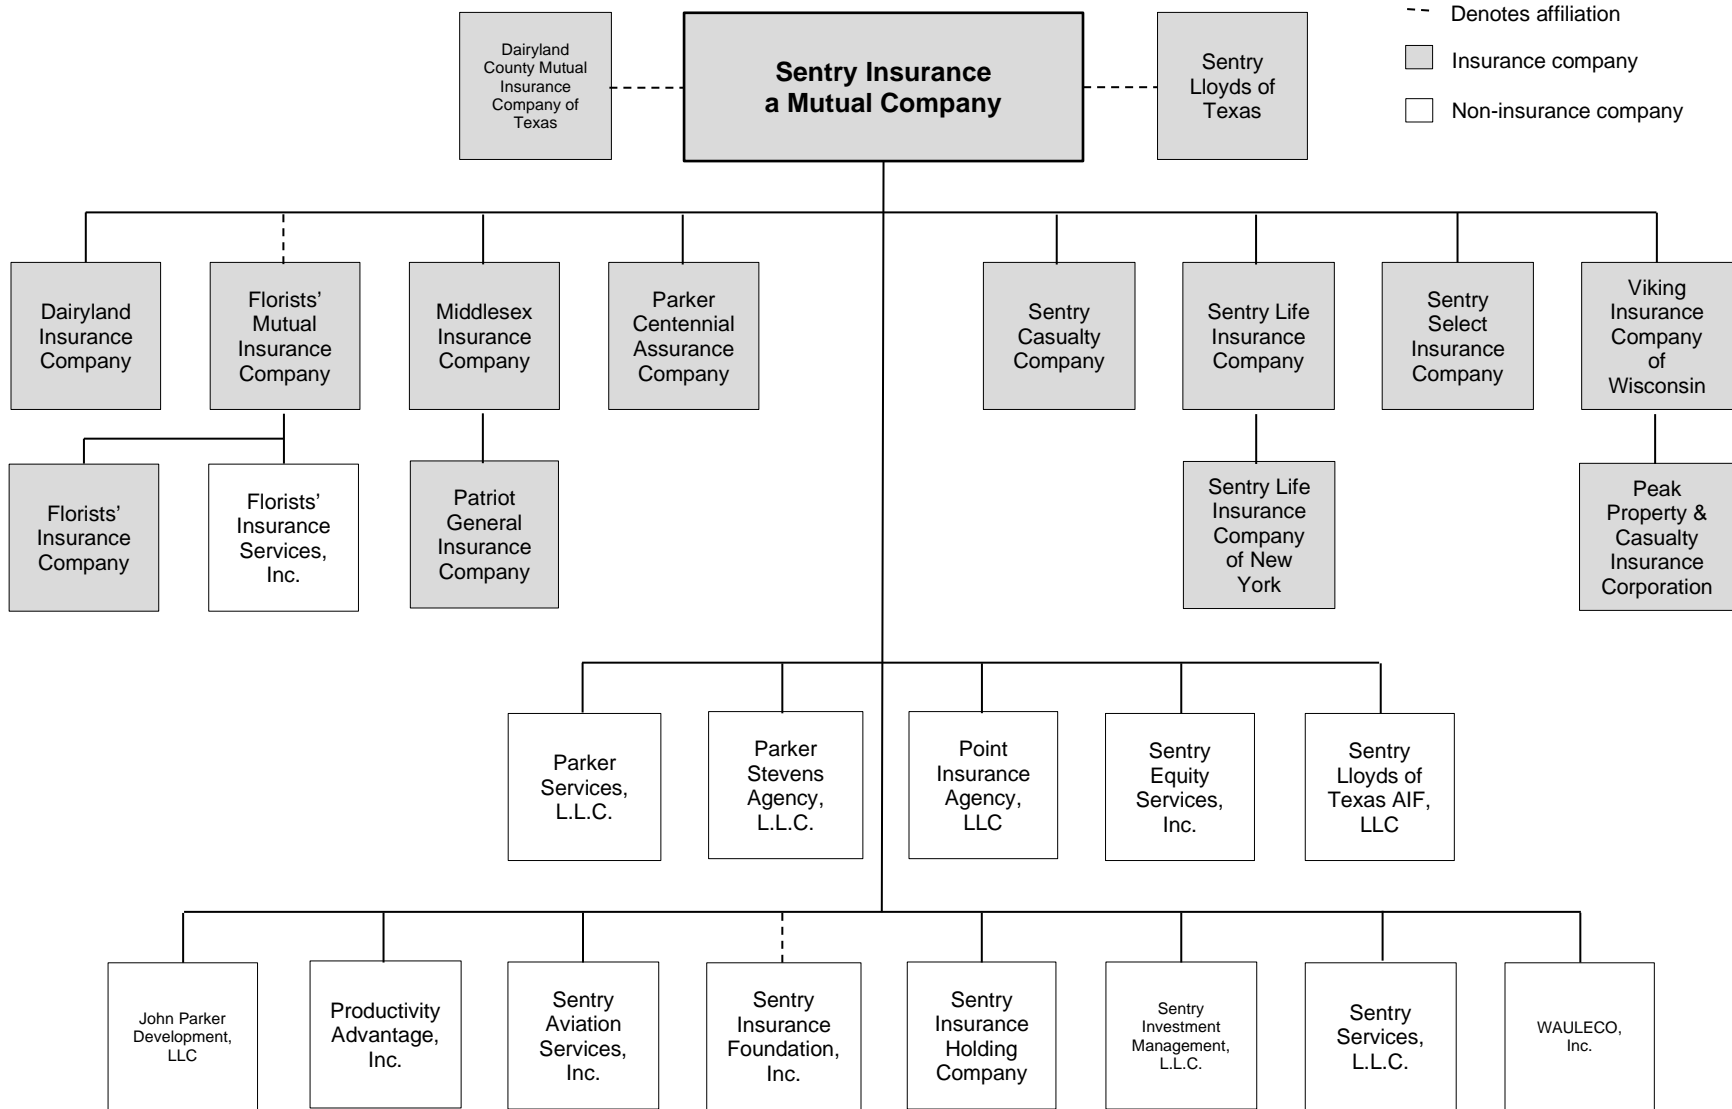 Dairyland
County Mutual
Insurance
Company of
Texas
Sentry Insurance
a Mutual Company
Sentry
Lloyds of
Texas
Denotes affiliation
Insurance company
Non-insurance company
Dairyland
Insurance
Company
Florists’
Mutual
Insurance
Company
Middlesex
Insurance
Company
Parker
Centennial
Assurance
Company
Sentry
Casualty
Company
Sentry Life
Insurance
Company
Sentry
Select
Insurance
Company
Viking
Insurance
Company
of
Wisconsin
Florists’
Insurance
Company
Florists’
Insurance
Services,
Inc.
Patriot
General
Insurance
Company
Sentry Life
Insurance
Company
of New
York
Peak
Property &
Casualty
Insurance
Corporation
Parker
Services,
L.L.C.
Parker
Stevens
Agency,
L.L.C.
Point
Insurance
Agency,
LLC
Sentry
Equity
Services,
Inc.
Sentry
Lloyds of
Texas AIF,
LLC
John Parker
Development,
LLC
Productivity
Advantage,
Inc.
Sentry
Aviation
Services,
Inc.
Sentry
Insurance
Foundation,
Inc.
Sentry
Insurance
Holding
Company
Sentry
Investment
Management,
L.L.C.
Sentry
Services,
L.L.C.
WAULECO,
Inc.